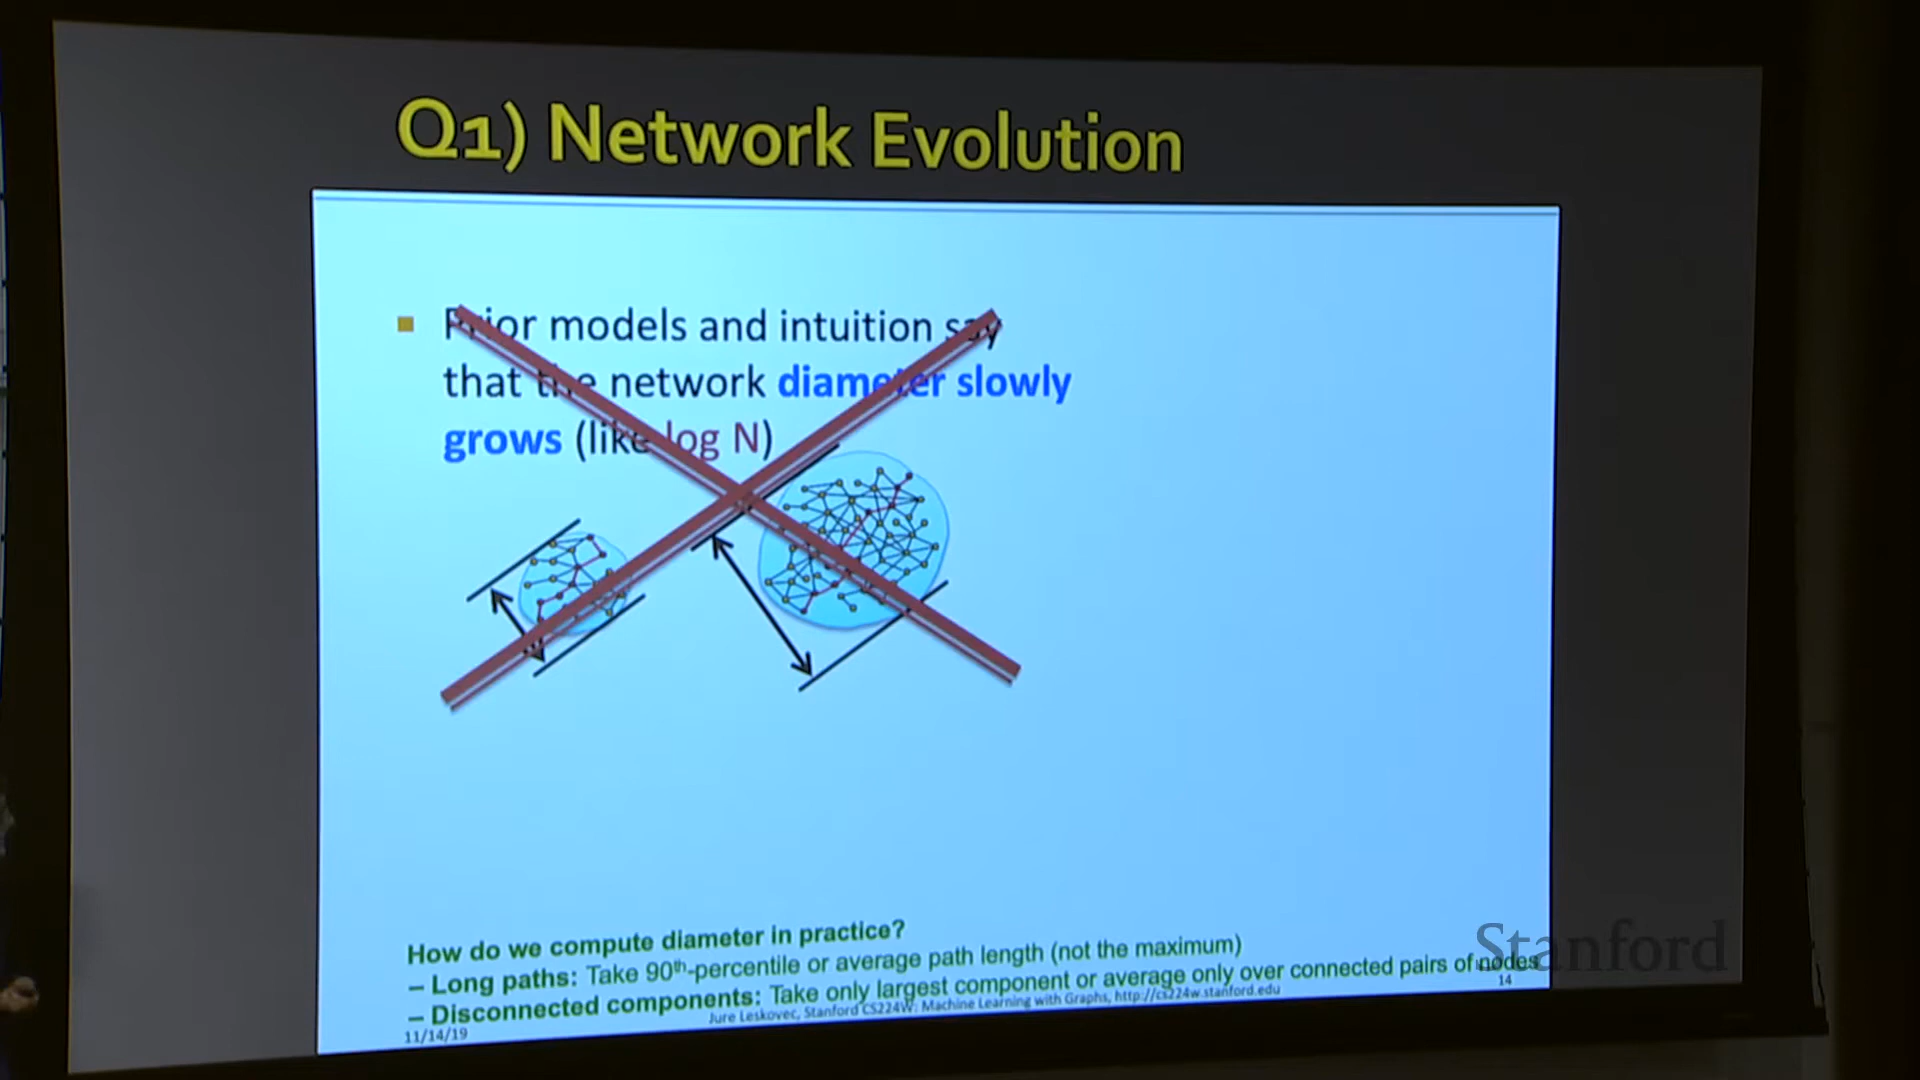 Q1) Network Evolution
Prior models and intuition say
that the network diameter slowly
grows (like log N)
How do we compute diameter in practice?
– Long paths: Take 90th-percentile or average path length (not the maximum)
– Disconnected components: Take only largest component or average only over connected pairs of nodes
Stanford
11/14/19
Jure Leskovec, Stanford CS224W: Machine Learning with Graphs, http://cs224w.stanford.edu
14